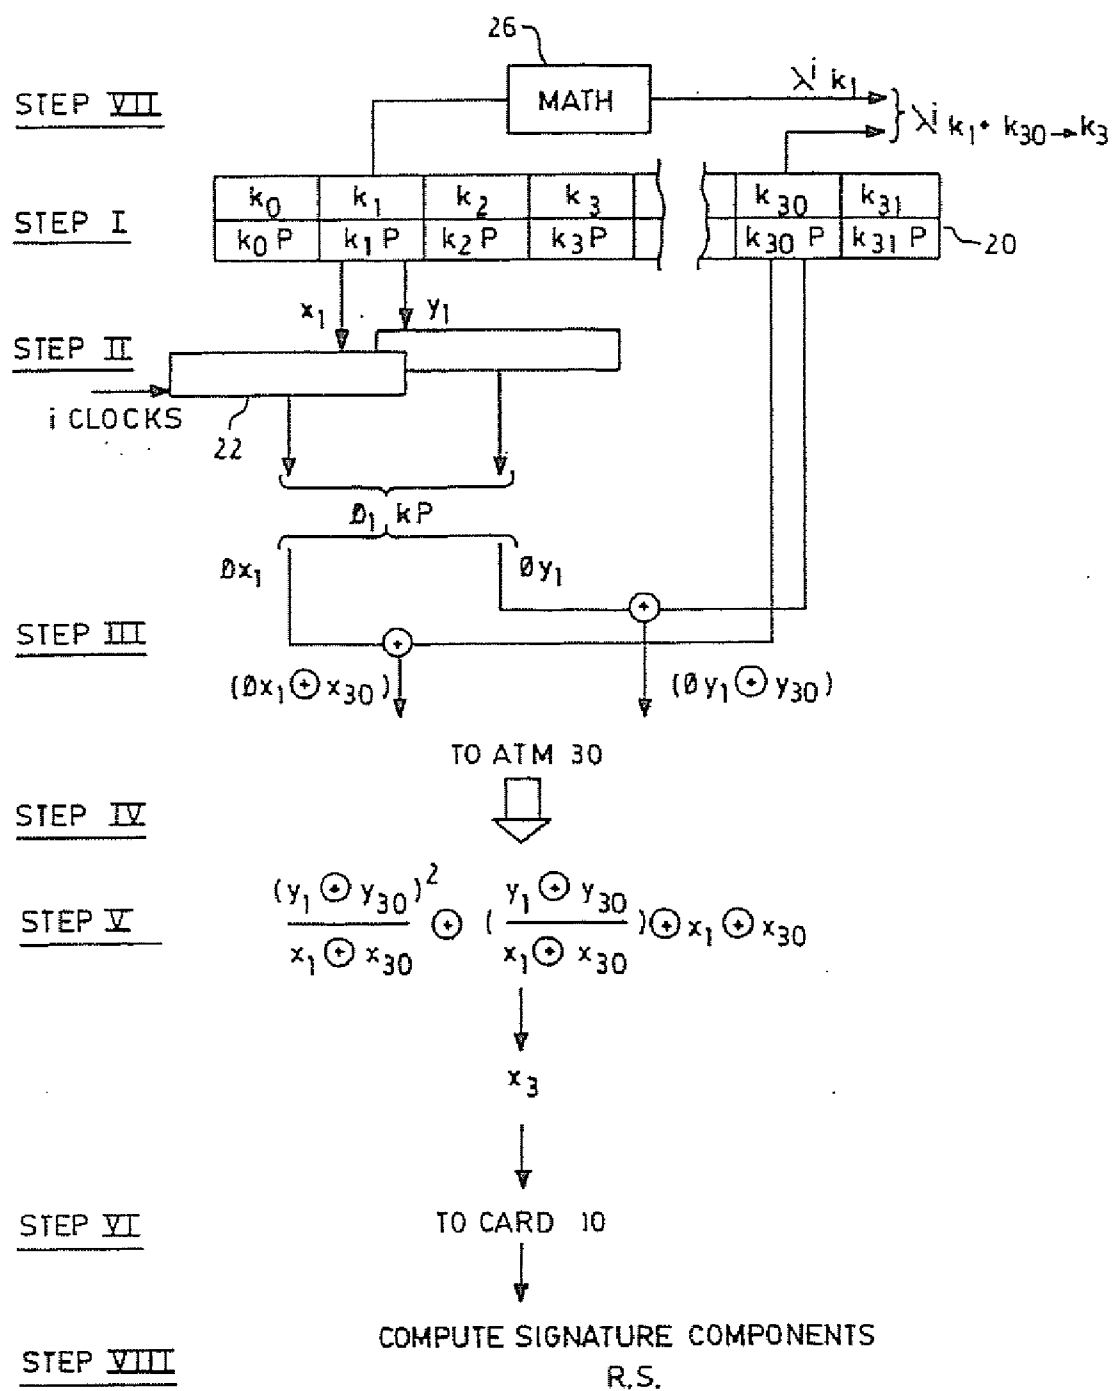 26
STEP VII
MATH
λⁱ k₁
λⁱ k₁ + k₃₀ → k₃
STEP I
k₀ k₁ k₂ k₃ k₃₀ k₃₁
k₀ P k₁ P k₂ P k₃ P k₃₀ P k₃₁ P
20
x₁ y₁
STEP II
i CLOCKS
22
Ø₁ kP
Øx₁ Øy₁
STEP III
(Øx₁ ⊕ x₃₀) (Øy₁ ⊕ y₃₀)
TO ATM 30
STEP IV
(y₁ ⊕ y₃₀)² y₁ ⊕ y₃₀
STEP V
⊕ ( ) ⊕ x₁ ⊕ x₃₀
x₁ ⊕ x₃₀ x₁ ⊕ x₃₀
x₃
STEP VI
TO CARD 10
COMPUTE SIGNATURE COMPONENTS
STEP VIII
R.S.